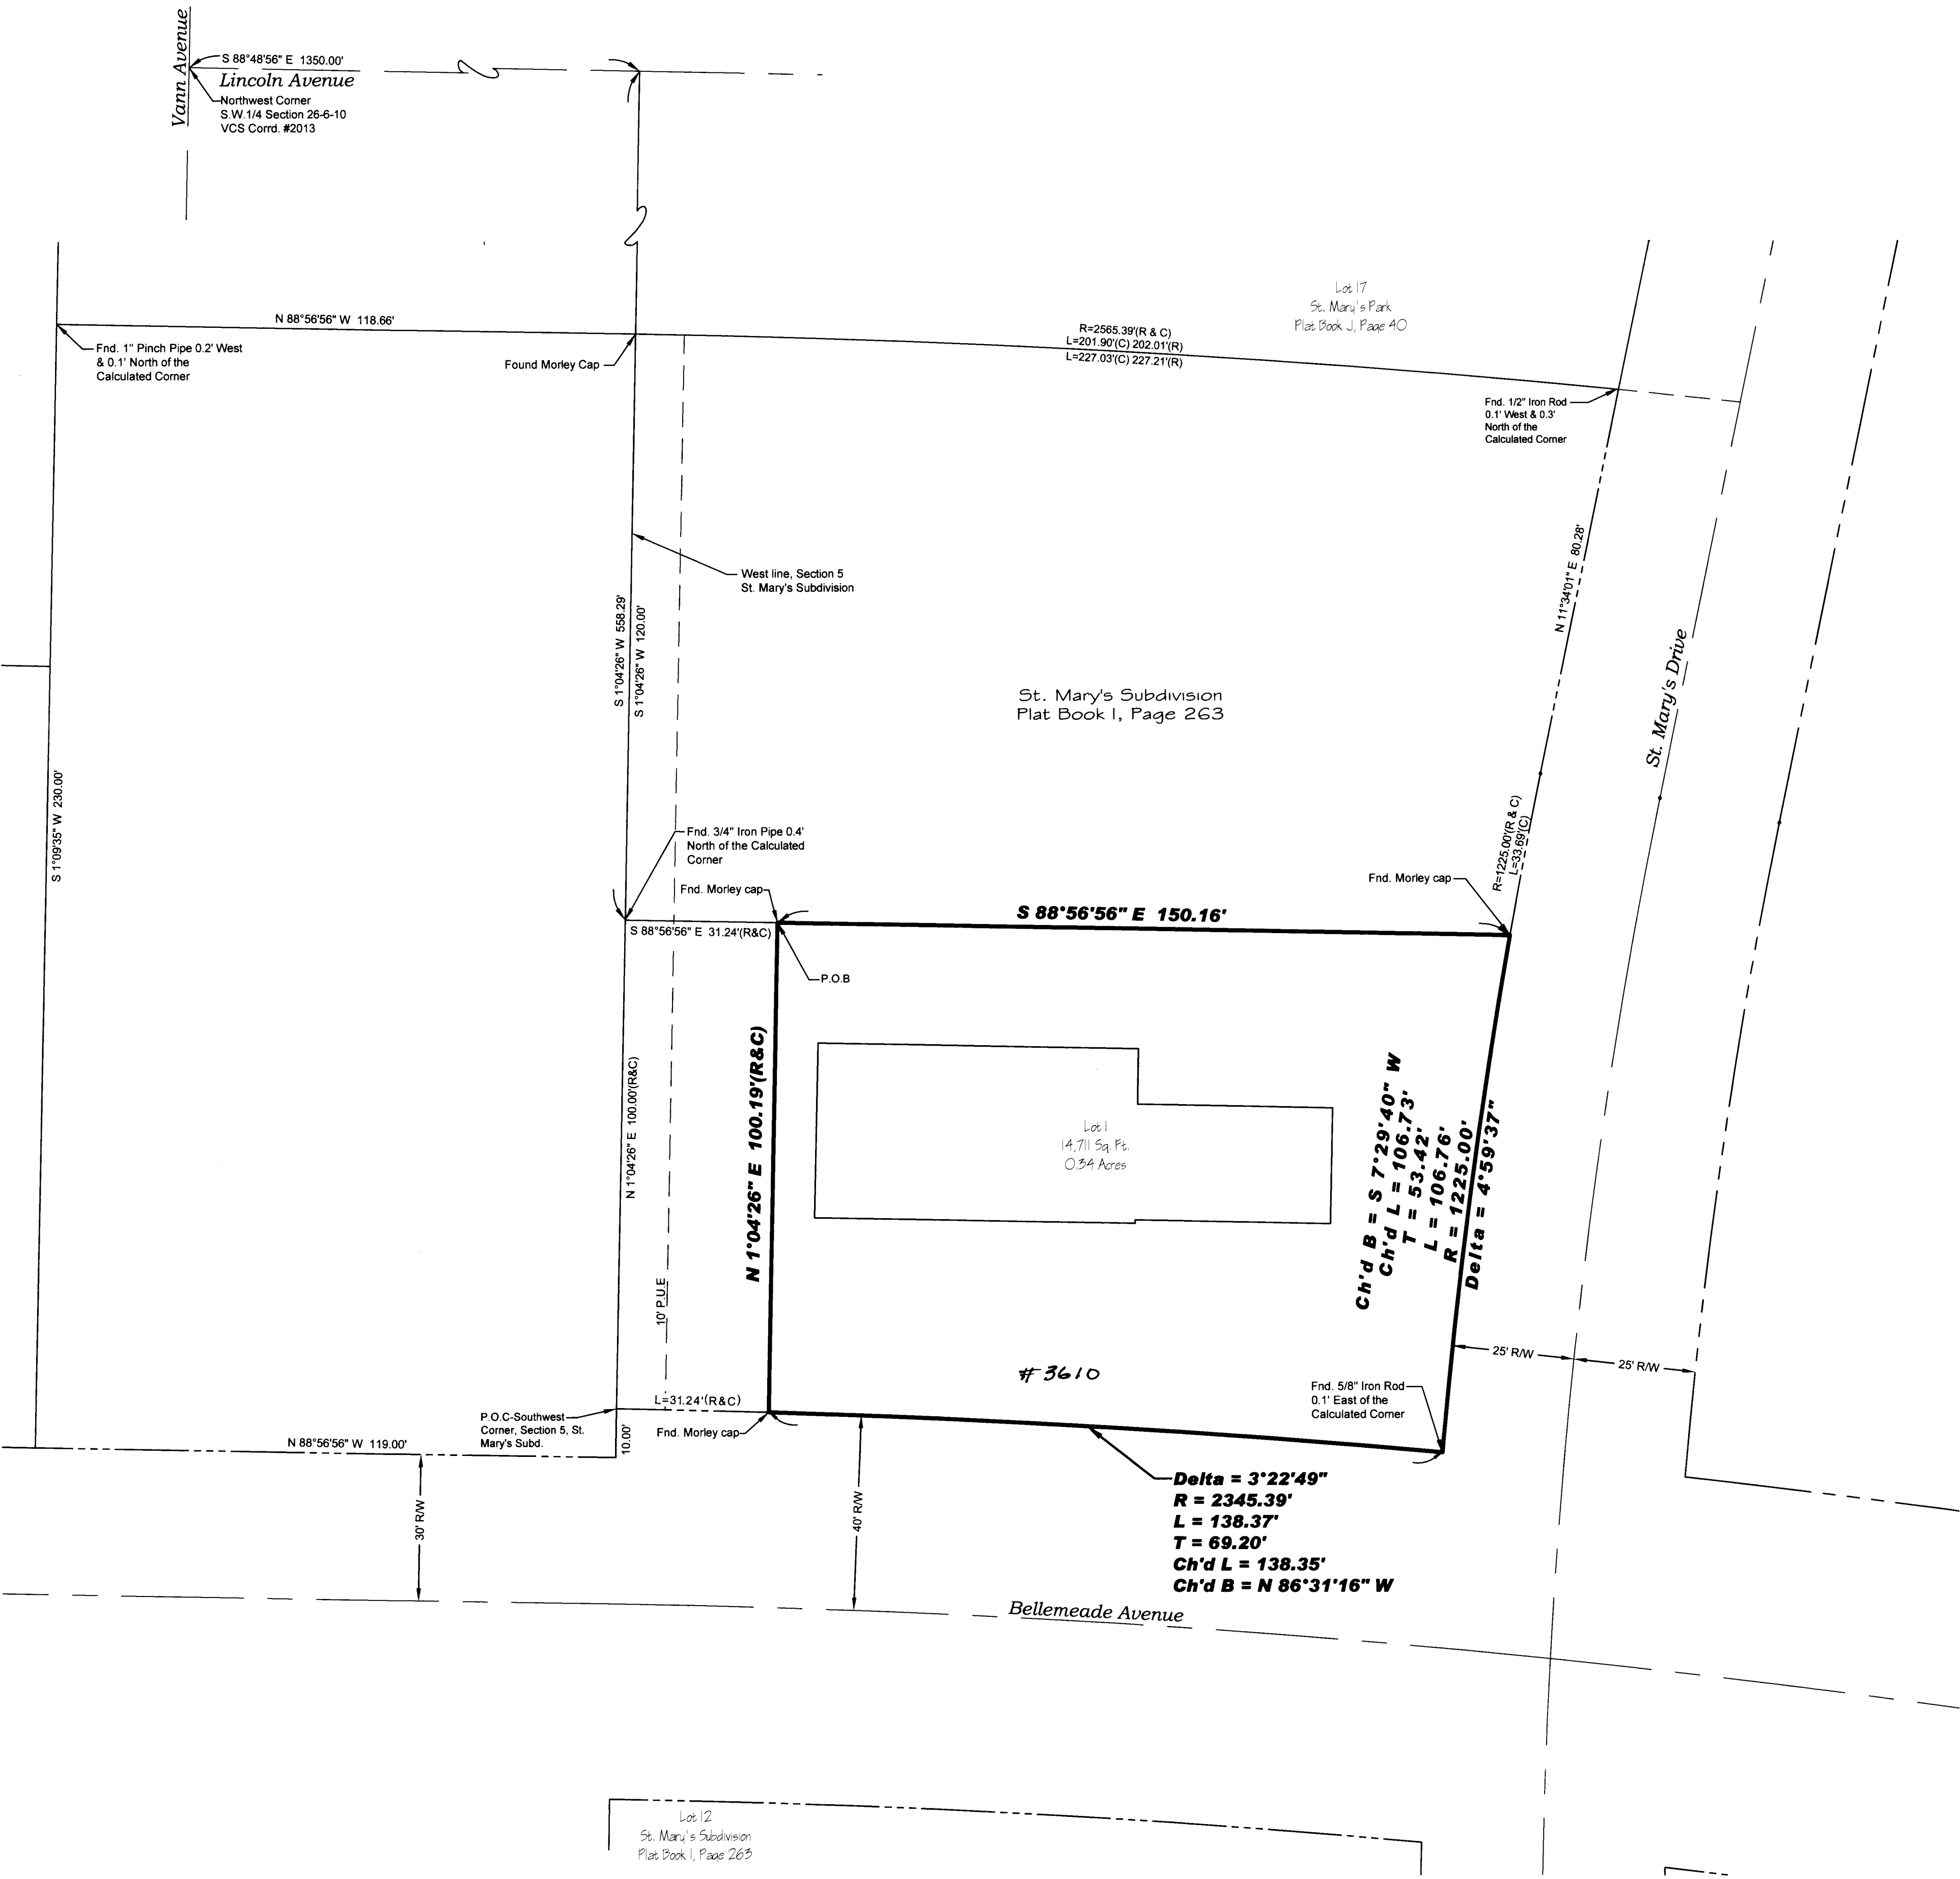 Vann Avenue
S 88°48'56" E 1350.00'
Lincoln Avenue
Northwest Corner
S.W.1/4 Section 26-6-10
VCS Corrd. #2013
Lot 17
St. Mary's Park
Plat Book J, Page 40
N 88°56'56" W 118.66'
R=2565.39'(R & C)
L=201.90'(C) 202.01'(R)
L=227.03'(C) 227.21'(R)
Fnd. 1" Pinch Pipe 0.2' West
& 0.1' North of the
Calculated Corner
Found Morley Cap
Fnd. 1/2" Iron Rod
0.1' West & 0.3'
North of the
Calculated Corner
N 11°34'01" E 80.28'
West line, Section 5
St. Mary's Subdivision
S 1°04'26" W 558.29'
S 1°04'26" W 120.00'
St. Mary's Drive
St. Mary's Subdivision
Plat Book I, Page 263
S 1°09'35" W 230.00'
R=1225.00'(R & C)
L=33.69'(C)
Fnd. 3/4" Iron Pipe 0.4'
North of the Calculated
Corner
Fnd. Morley cap
Fnd. Morley cap
S 88°56'56" E 150.16'
S 88°56'56" E 31.24'(R&C)
P.O.B
N 1°04'26" E 100.00'(R&C)
N 1°04'26" E 100.19'(R&C)
Lot 1
14,711 Sq. Ft.
0.34 Acres
Ch'd B = S 7°29'40" W
Ch'd L = 106.73'
T = 53.42'
L = 106.76'
R = 1225.00'
Delta = 4°59'37"
10' P.U.E
25' R/W
25' R/W
# 3610
Fnd. 5/8" Iron Rod
0.1' East of the
Calculated Corner
L=31.24'(R&C)
P.O.C-Southwest
Corner, Section 5, St.
Mary's Subd.
10.00'
Fnd. Morley cap
N 88°56'56" W 119.00'
30' R/W
40' R/W
Delta = 3°22'49"
R = 2345.39'
L = 138.37'
T = 69.20'
Ch'd L = 138.35'
Ch'd B = N 86°31'16" W
Bellemeade Avenue
Lot 12
St. Mary's Subdivision
Plat Book I, Page 263